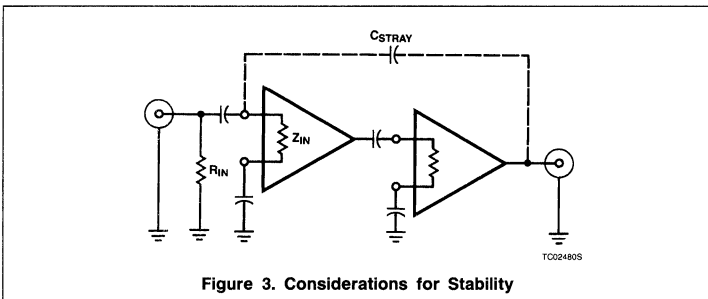 CSTRAY
ZIN
RIN
TC02480S
Figure 3. Considerations for Stability